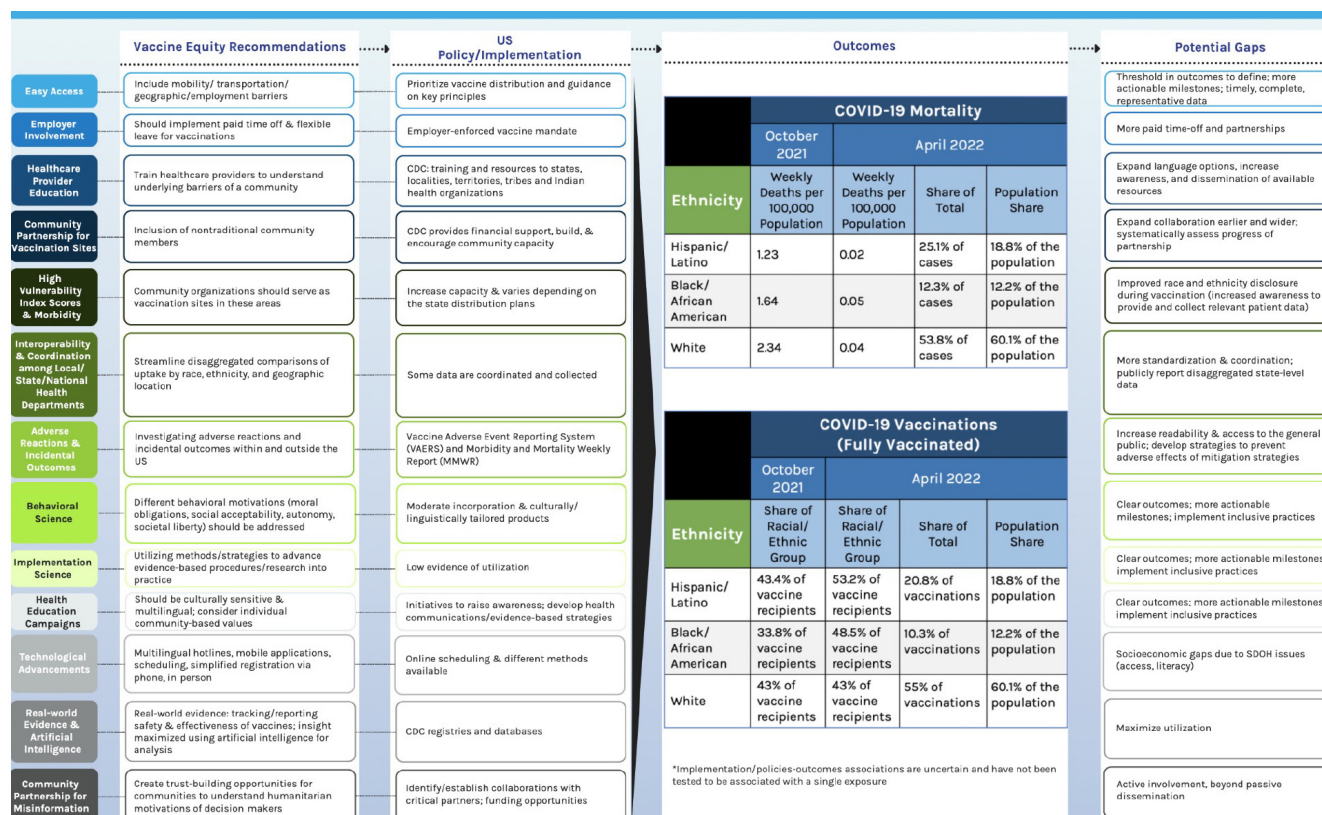 Vaccine Equity Recommendations
US
Policy/Implementation
Outcomes
Potential Gaps
Easy Access
Include mobility/ transportation/
geographic/employment barriers
Prioritize vaccine distribution and guidance
on key principles
Threshold in outcomes to define; more
actionable milestones; timely, complete,
representative data
Employer
Involvement
Should implement paid time off & flexible
leave for vaccinations
Employer-enforced vaccine mandate
More paid time-off and partnerships
Healthcare
Provider
Education
Train healthcare providers to understand
underlying barriers of a community
CDC: training and resources to states,
localities, territories, tribes and Indian
health organizations
Expand language options, increase
awareness, and dissemination of available
resources
Community
Partnership for
Vaccination Sites
Inclusion of nontraditional community
members
CDC provides financial support, build, &
encourage community capacity
Expand collaboration earlier and wider;
systematically assess progress of
partnership
High
Vulnerability
Index Scores
& Morbidity
Community organizations should serve as
vaccination sites in these areas
Increase capacity & varies depending on
the state distribution plans
Improved race and ethnicity disclosure
during vaccination (increased awareness to
provide and collect relevant patient data)
Interoperability
& Coordination
among Local/
State/National
Health
Departments
Streamline disaggregated comparisons of
uptake by race, ethnicity, and geographic
location
Some data are coordinated and collected
More standardization & coordination;
publicly report disaggregated state-level
data
Adverse
Reactions &
Incidental
Outcomes
Investigating adverse reactions and
incidental outcomes within and outside the
US
Vaccine Adverse Event Reporting System
(VAERS) and Morbidity and Mortality Weekly
Report (MMWR)
Increase readability & access to the general
public; develop strategies to prevent
adverse effects of mitigation strategies
Behavioral
Science
Different behavioral motivations (moral
obligations, social acceptability, autonomy,
societal liberty) should be addressed
Moderate incorporation & culturally/
linguistically tailored products
Clear outcomes; more actionable
milestones; implement inclusive practices
Implementation
Science
Utilizing methods/strategies to advance
evidence-based procedures/research into
practice
Low evidence of utilization
Clear outcomes; more actionable milestones
implement inclusive practices
Health
Education
Campaigns
Should be culturally sensitive &
multilingual; consider individual
community-based values
Initiatives to raise awareness; develop health
communications/evidence-based strategies
Clear outcomes; more actionable milestones
implement inclusive practices
Technological
Advancements
Multilingual hotlines, mobile applications,
scheduling, simplified registration via
phone, in person
Online scheduling & different methods
available
Socioeconomic gaps due to SDOH issues
(access, literacy)
Real-world
Evidence &
Artificial
Intelligence
Real-world evidence: tracking/reporting
safety & effectiveness of vaccines; insight
maximized using artificial intelligence for
analysis
CDC registries and databases
Maximize utilization
Community
Partnership for
Misinformation
Create trust-building opportunities for
communities to understand humanitarian
motivations of decision makers
Identify/establish collaborations with
critical partners; funding opportunities
Active involvement, beyond passive
dissemination
COVID-19 Mortality
October
2021
April 2022
Ethnicity
Weekly
Deaths per
100,000
Population
Weekly
Deaths per
100,000
Population
Share of
Total
Population
Share
Hispanic/
Latino
1.23
0.02
25.1% of
cases
18.8% of the
population
Black/
African
American
1.64
0.05
12.3% of
cases
12.2% of the
population
White
2.34
0.04
53.8% of
cases
60.1% of the
population
COVID-19 Vaccinations
(Fully Vaccinated)
October
2021
April 2022
Ethnicity
Share of
Racial/
Ethnic
Group
Share of
Racial/
Ethnic
Group
Share of
Total
Population
Share
Hispanic/
Latino
43.4% of
vaccine
recipients
53.2% of
vaccine
recipients
20.8% of
vaccinations
18.8% of the
population
Black/
African
American
33.8% of
vaccine
recipients
48.5% of
vaccine
recipients
10.3% of
vaccinations
12.2% of the
population
White
43% of
vaccine
recipients
43% of
vaccine
recipients
55% of
vaccinations
60.1% of the
population
*Implementation/policies-outcomes associations are uncertain and have not been
tested to be associated with a single exposure